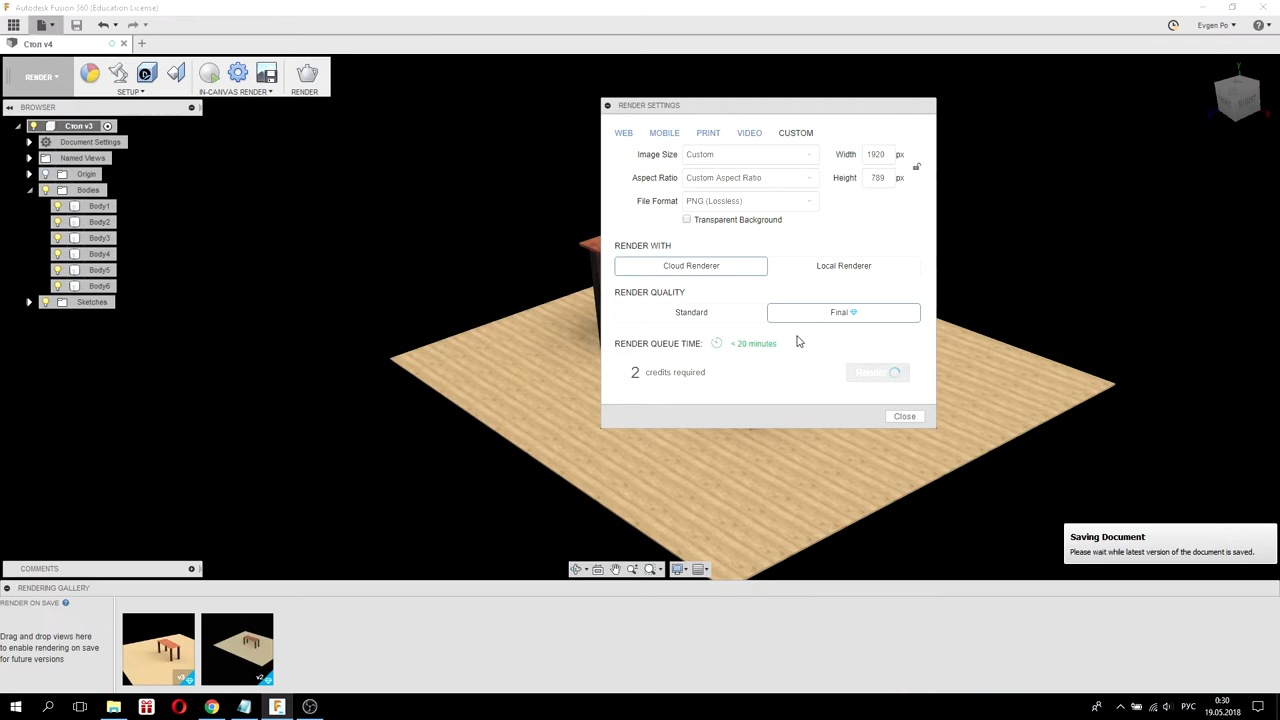 Autodesk Fusion 360 (Education License)
Evgen Po
Стол v4
RENDER
SETUP
IN-CANVAS RENDER
RENDER
BROWSER
Стол v3
Document Settings
Named Views
Origin
Bodies
Body1
Body2
Body3
Body4
Body5
Body6
Sketches
RENDER SETTINGS
WEB MOBILE PRINT VIDEO CUSTOM
Image Size Custom Width 1920 px
Aspect Ratio Custom Aspect Ratio Height 789 px
File Format PNG (Lossless)
Transparent Background
RENDER WITH
Cloud Renderer Local Renderer
RENDER QUALITY
Standard Final
RENDER QUEUE TIME: < 20 minutes
2 credits required Render
Close
Saving Document
Please wait while latest version of the document is saved.
COMMENTS
RENDERING GALLERY
RENDER ON SAVE
Drag and drop views here
to enable rendering on save
for future versions
v3
v2
РУС
0:30
19.05.2018